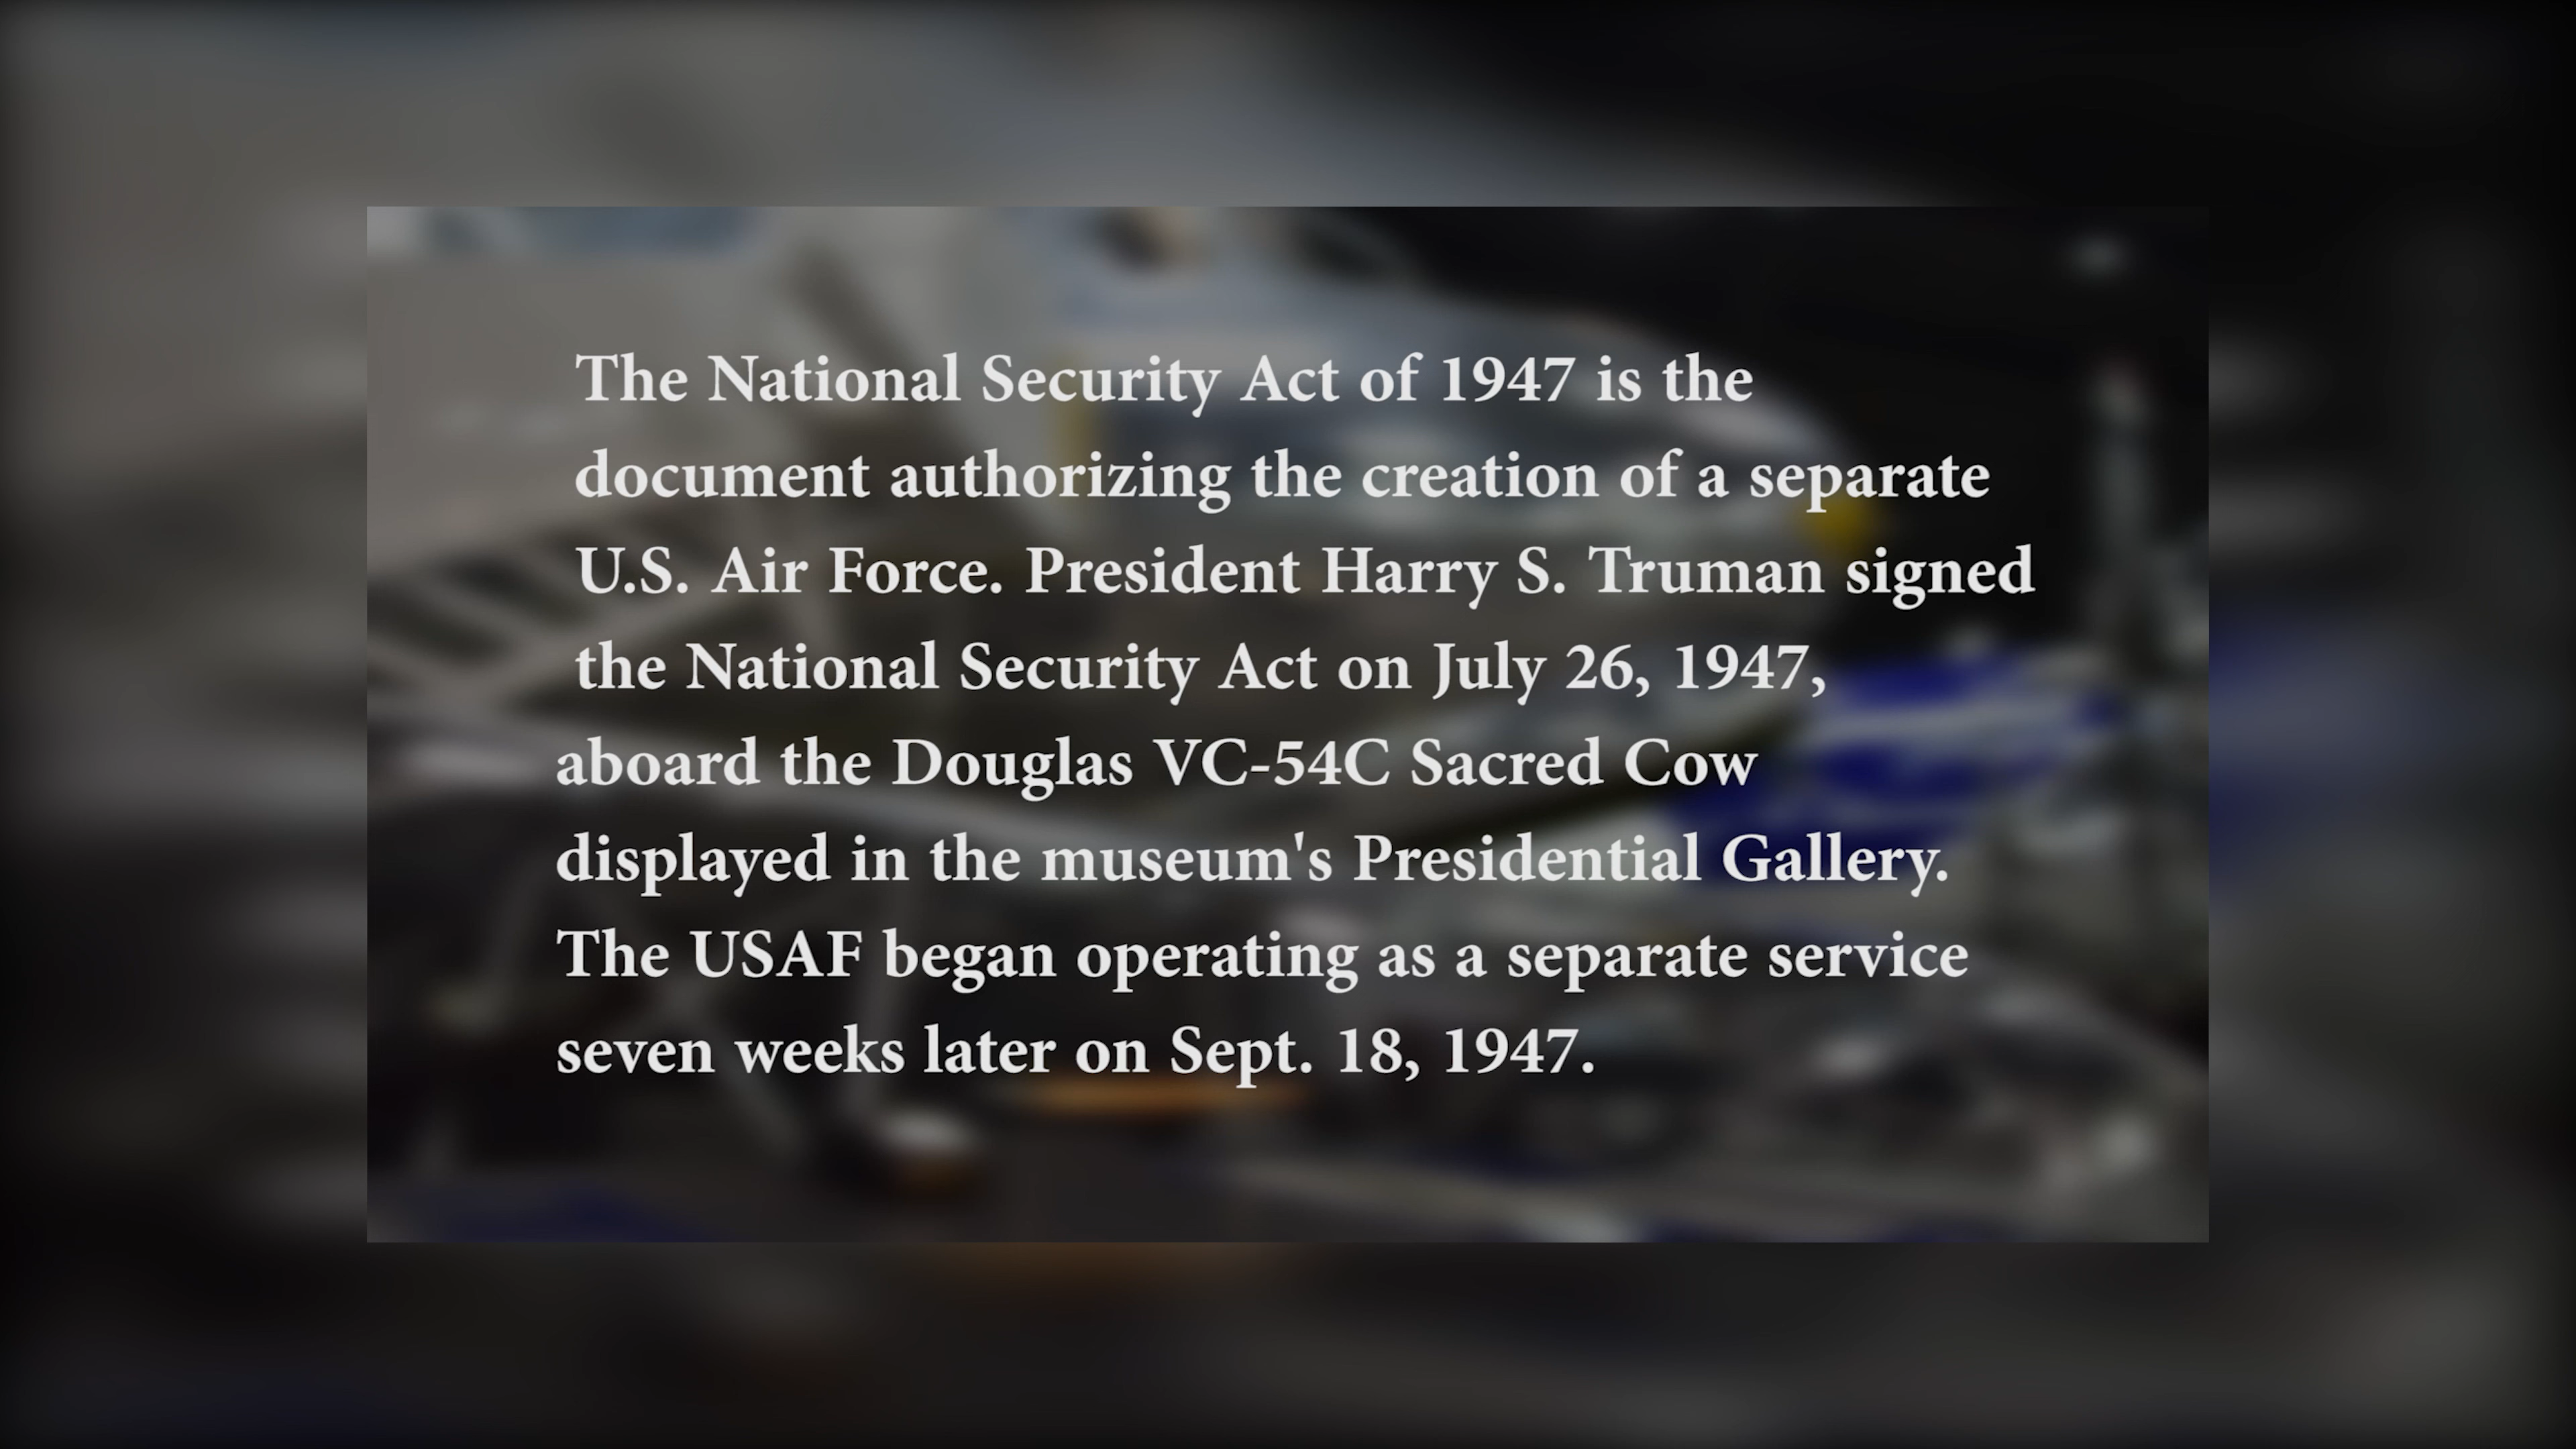 The National Security Act of 1947 is the
document authorizing the creation of a separate
U.S. Air Force. President Harry S. Truman signed
the National Security Act on July 26, 1947,
aboard the Douglas VC-54C Sacred Cow
displayed in the museum's Presidential Gallery.
The USAF began operating as a separate service
seven weeks later on Sept. 18, 1947.